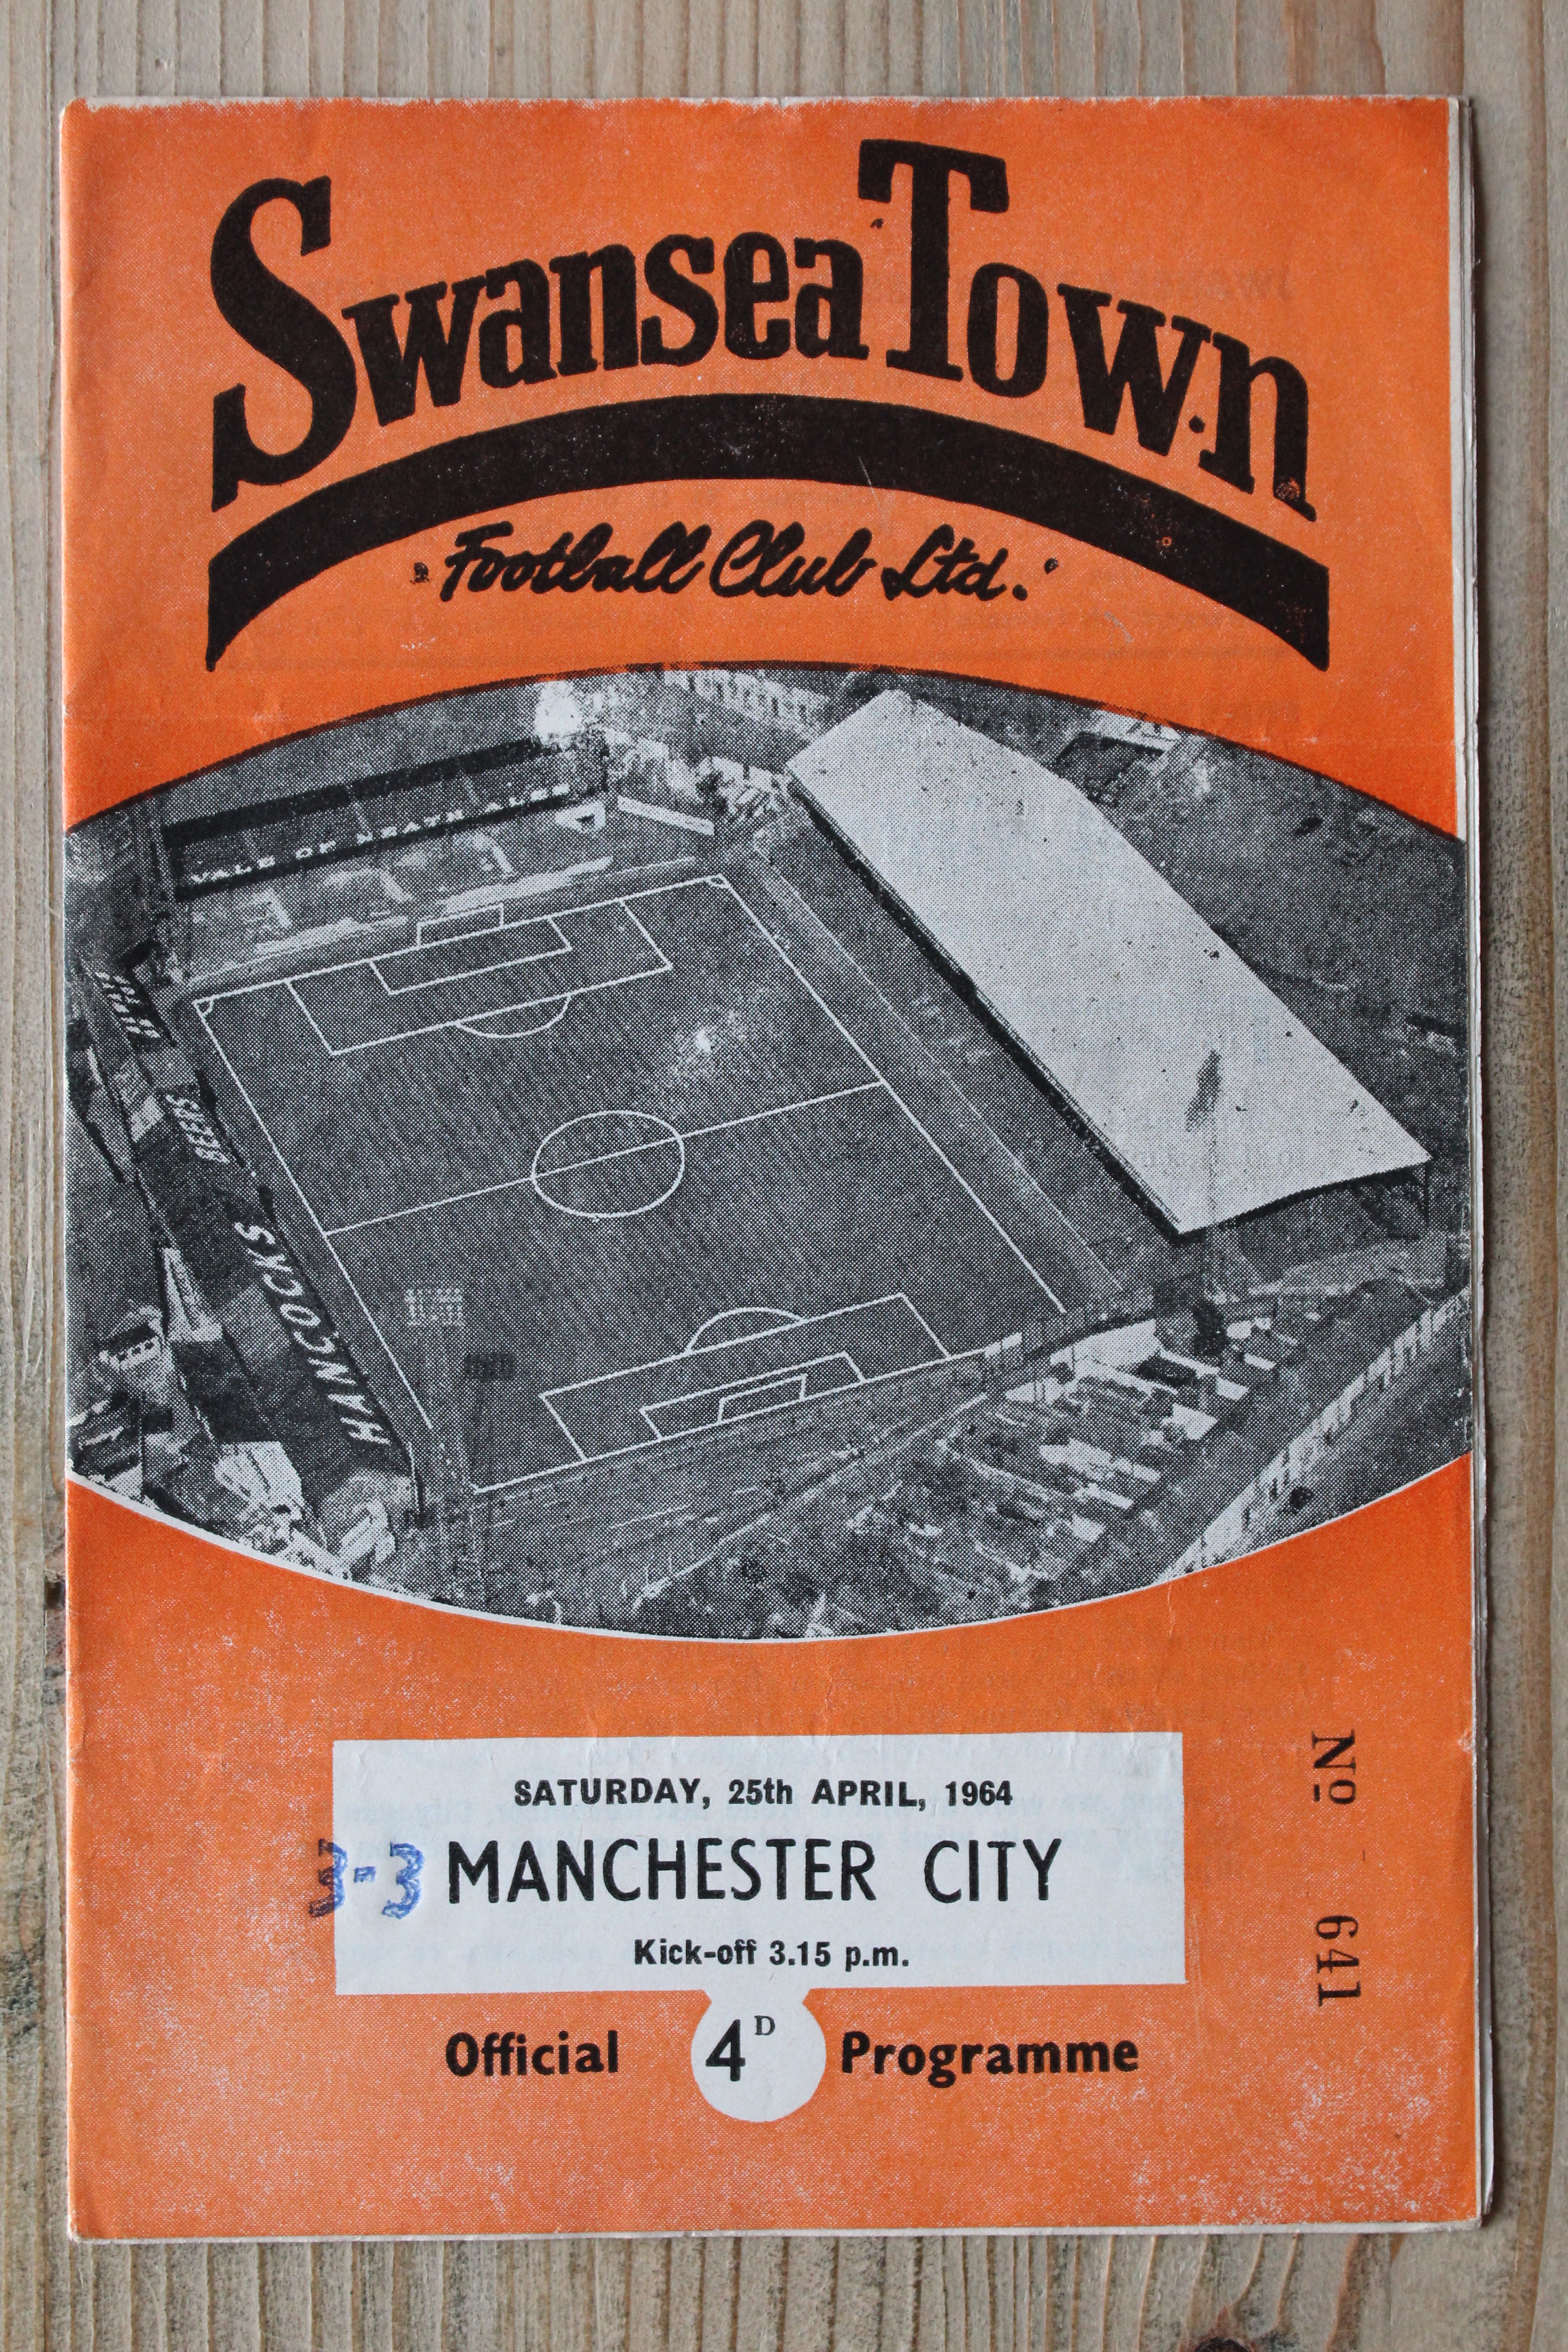 Swansea Town
Football Club Ltd.
VALE OF NEATH ALES
BEERS
HANCOCKS
SATURDAY, 25th APRIL, 1964
3-3 MANCHESTER CITY
Kick-off 3.15 p.m.
Official 4D Programme
No 641